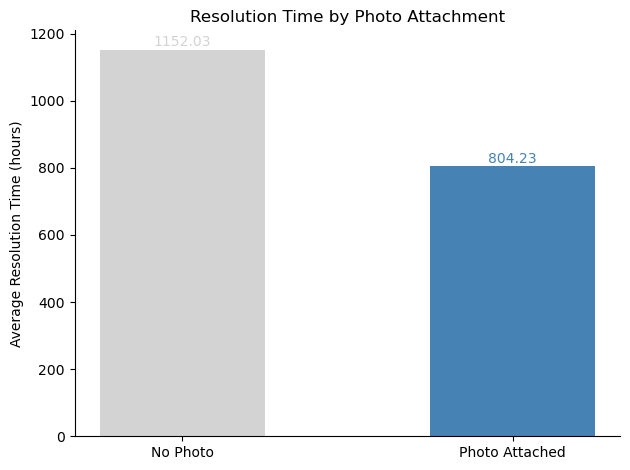 Resolution Time by Photo Attachment
Average Resolution Time (hours)
1200
1000
800
600
400
200
0
1152.03
804.23
No Photo
Photo Attached